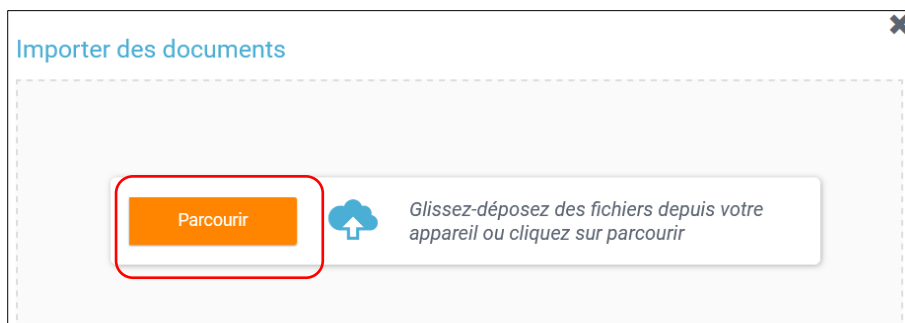 Importer des documents
Parcourir
Glissez-déposez des fichiers depuis votre
appareil ou cliquez sur parcourir